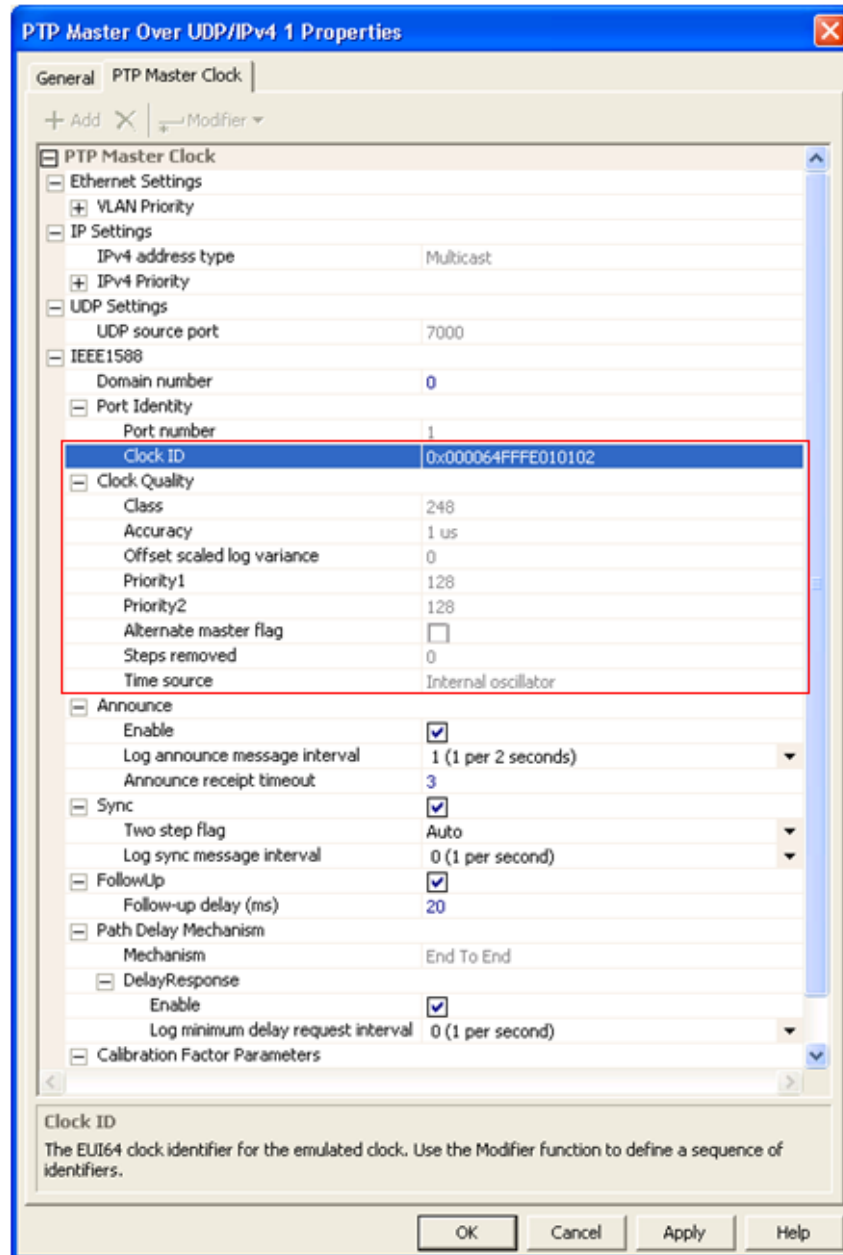 PTP Master Over UDP/IPv4 1 Properties
General PTP Master Clock
Add Modifier
PTP Master Clock
Ethernet Settings
VLAN Priority
IP Settings
IPv4 address type Multicast
IPv4 Priority
UDP Settings
UDP source port 7000
IEEE1588
Domain number 0
Port Identity
Port number 1
Clock ID 0x000064FFFE010102
Clock Quality
Class 248
Accuracy 1 us
Offset scaled log variance 0
Priority1 128
Priority2 128
Alternate master flag
Steps removed 0
Time source Internal oscillator
Announce
Enable
Log announce message interval 1 (1 per 2 seconds)
Announce receipt timeout 3
Sync
Two step flag Auto
Log sync message interval 0 (1 per second)
FollowUp
Follow-up delay (ms) 20
Path Delay Mechanism
Mechanism End To End
DelayResponse
Enable
Log minimum delay request interval 0 (1 per second)
Calibration Factor Parameters
Clock ID
The EUI64 clock identifier for the emulated clock. Use the Modifier function to define a sequence of
identifiers.
OK Cancel Apply Help